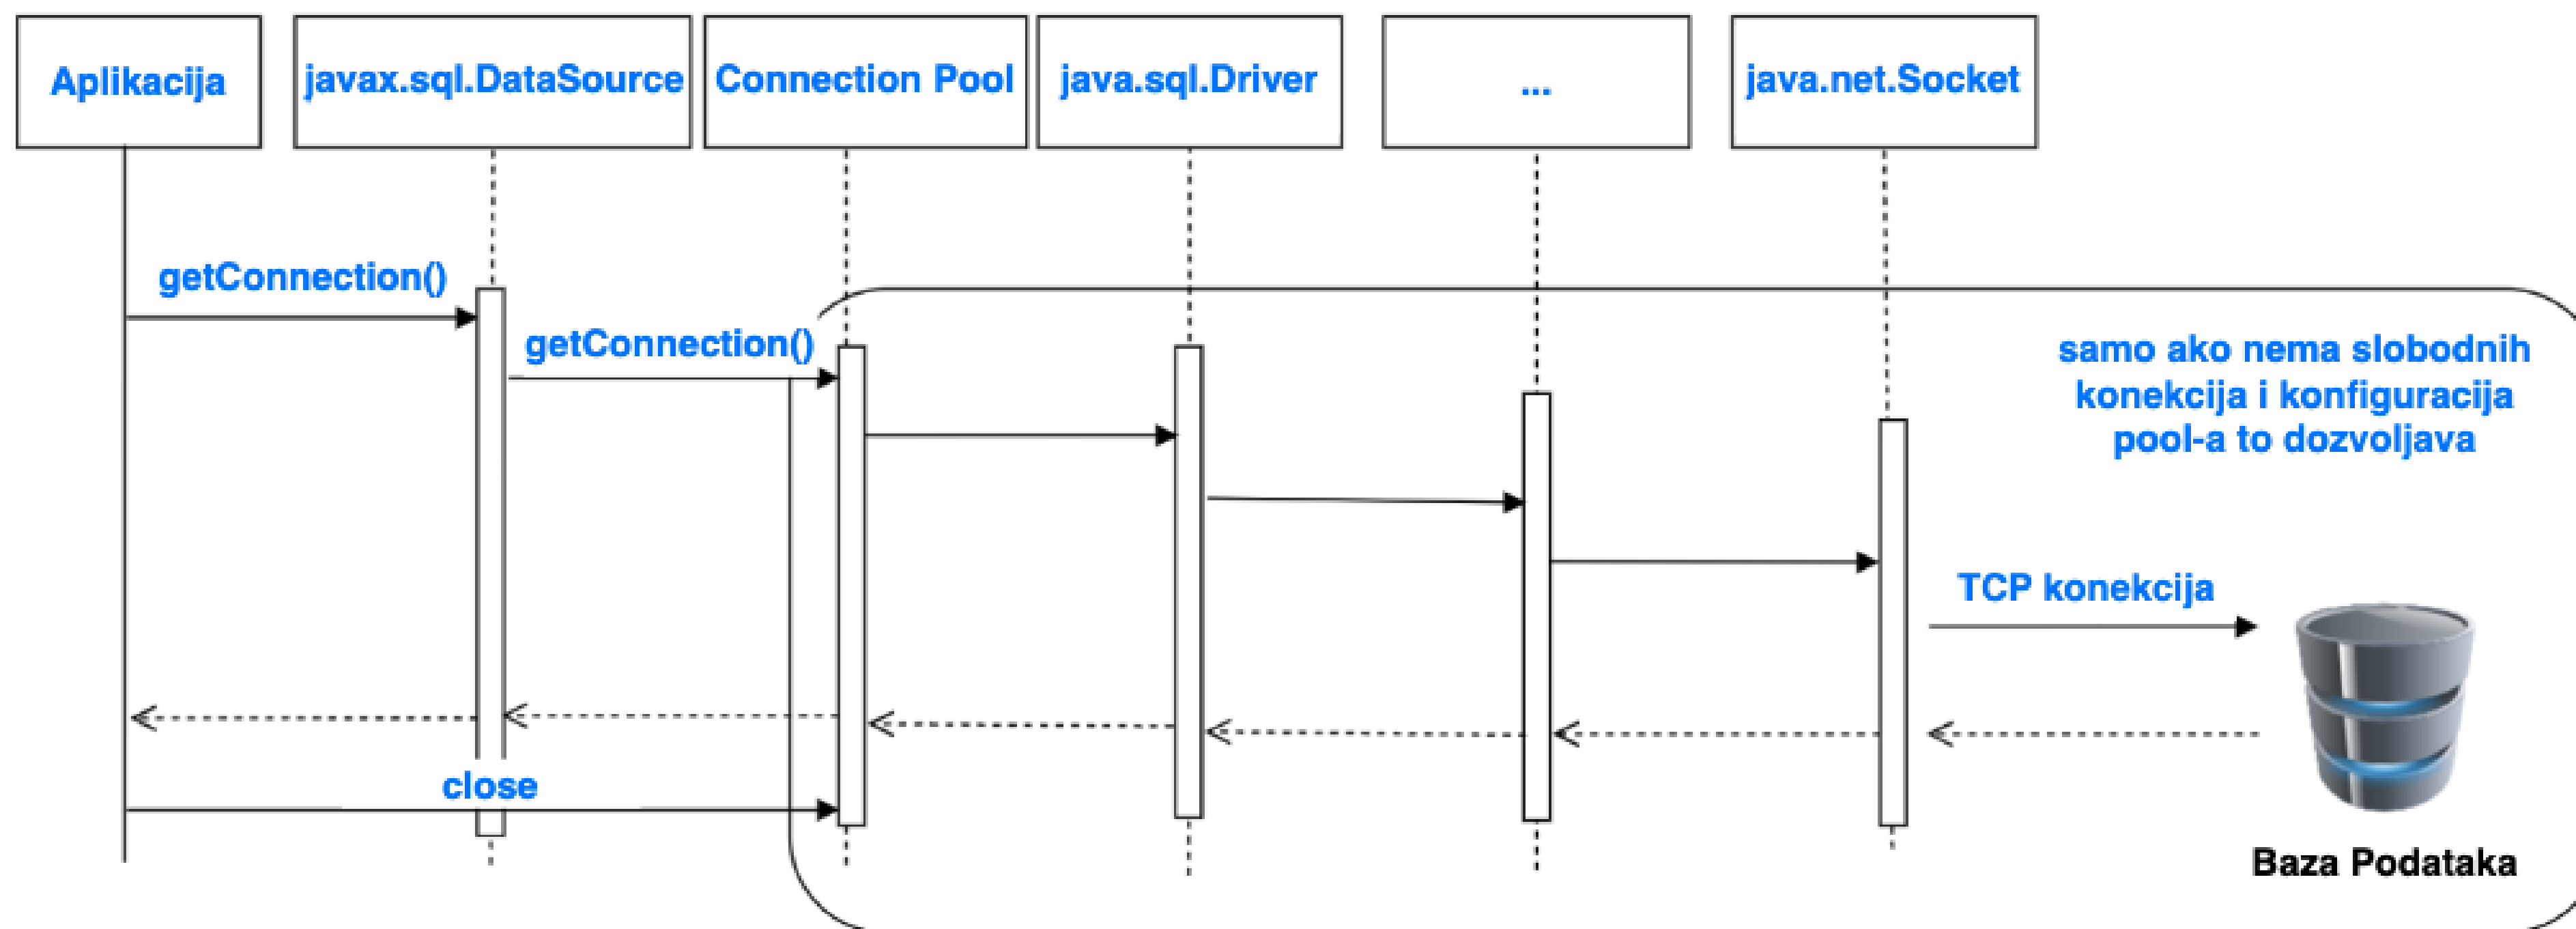 Aplikacija
javax.sql.DataSource
Connection Pool
java.sql.Driver
...
java.net.Socket
getConnection()
getConnection()
samo ako nema slobodnih
konekcija i konfiguracija
pool-a to dozvoljava
TCP konekcija
close
Baza Podataka